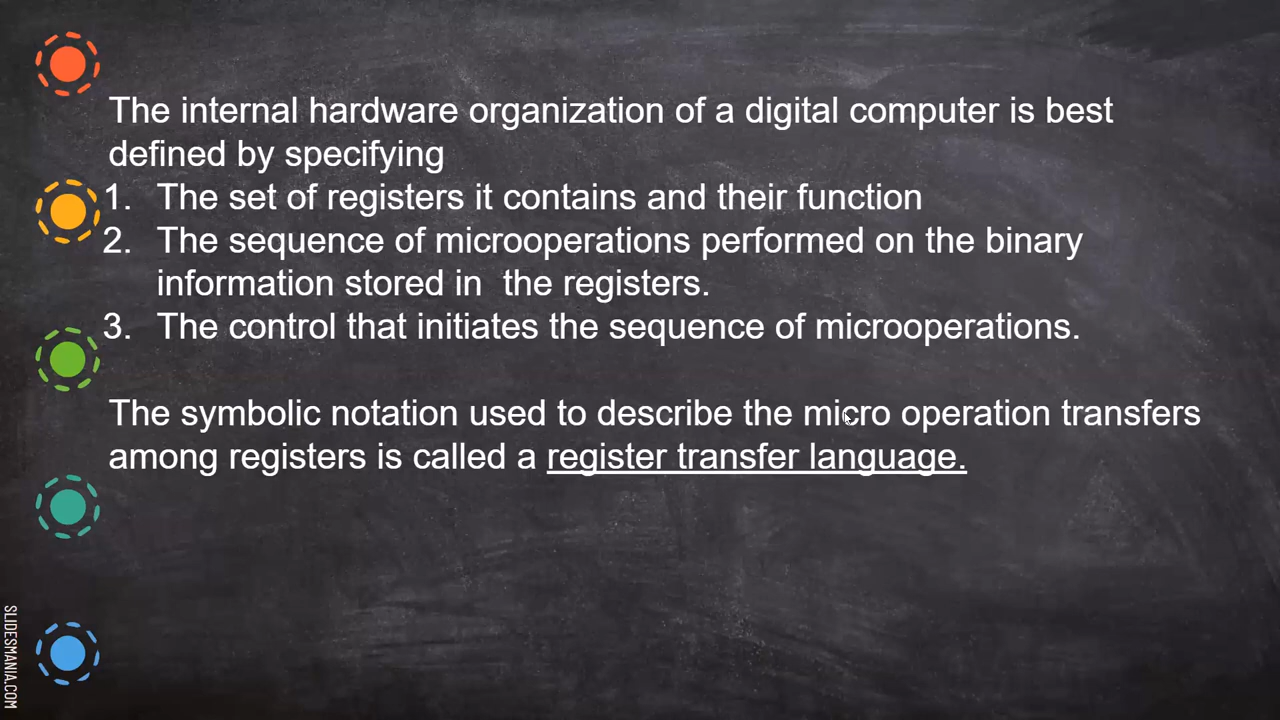 The internal hardware organization of a digital computer is best
defined by specifying
1. The set of registers it contains and their function
2. The sequence of microoperations performed on the binary
information stored in  the registers.
3. The control that initiates the sequence of microoperations.
The symbolic notation used to describe the micro operation transfers
among registers is called a register transfer language.
SLIDESMANIA.COM